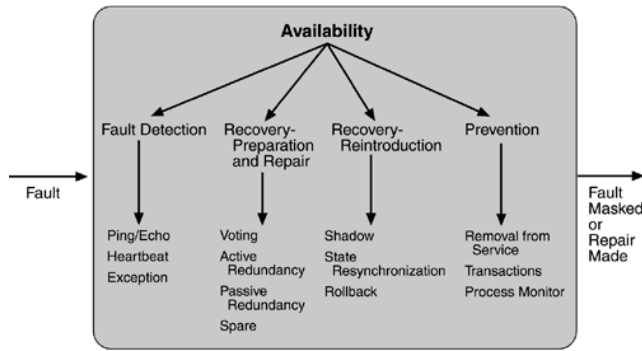 Availability
Fault Detection
Recovery-
Preparation
and Repair
Recovery-
Reintroduction
Prevention
Fault
Ping/Echo
Heartbeat
Exception
Voting
Active
Redundancy
Passive
Redundancy
Spare
Shadow
State
Resynchronization
Rollback
Removal from
Service
Transactions
Process Monitor
Fault
Masked
or
Repair
Made